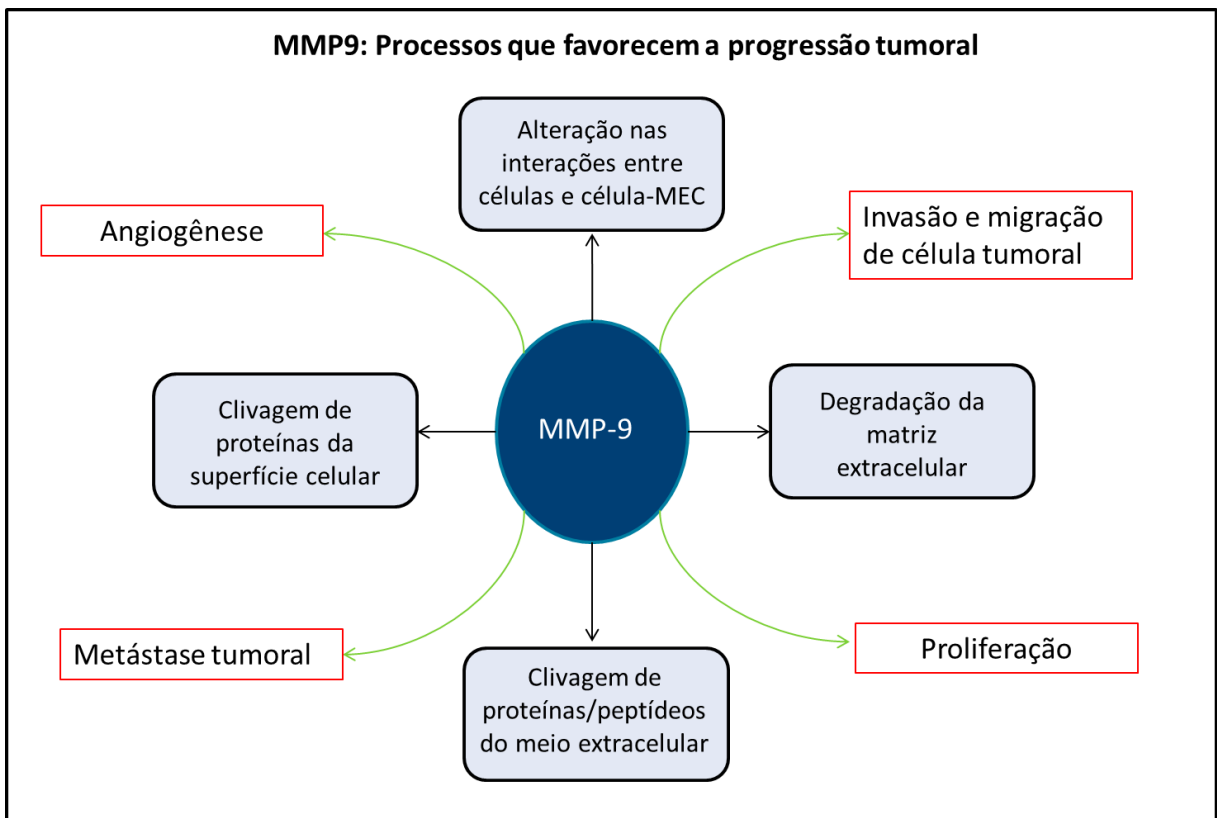 MMP9: Processos que favorecem a progressão tumoral
Alteração nas
interações entre
células e célula-MEC
Angiogênese
Invasão e migração
de célula tumoral
Clivagem de
proteínas da
superfície celular
MMP-9
Degradação da
matriz
extracelular
Metástase tumoral
Proliferação
Clivagem de
proteínas/peptídeos
do meio extracelular